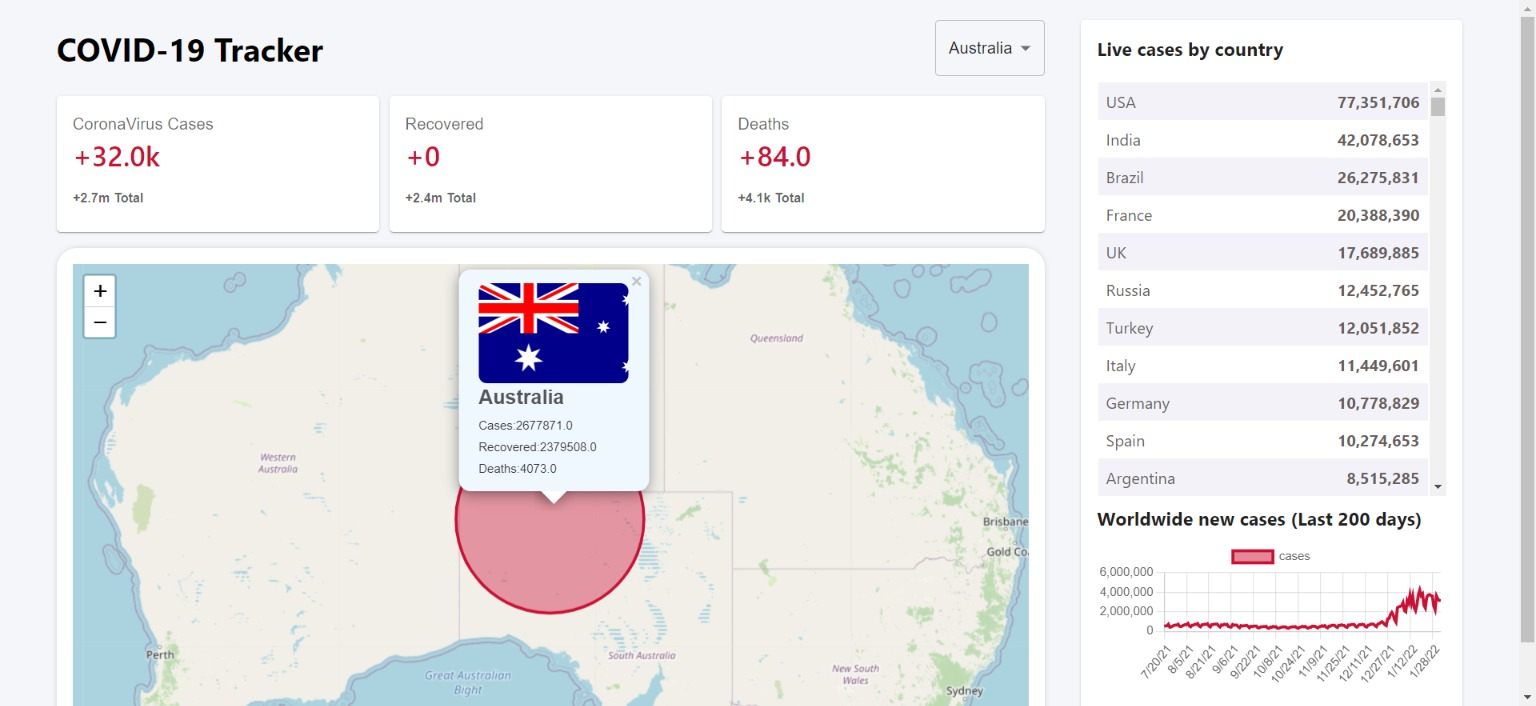 COVID-19 Tracker
Australia
CoronaVirus Cases
+32.0k
+2.7m Total
Recovered
+0
+2.4m Total
Deaths
+84.0
+4.1k Total
+
−
×
Australia
Cases:2677871.0
Recovered:2379508.0
Deaths:4073.0
Queensland
Western
Australia
Brisbane
Gold Co
Perth
South Australia
Great Australian
Bight
New South
Wales
Sydney
Live cases by country
USA 77,351,706
India 42,078,653
Brazil 26,275,831
France 20,388,390
UK 17,689,885
Russia 12,452,765
Turkey 12,051,852
Italy 11,449,601
Germany 10,778,829
Spain 10,274,653
Argentina 8,515,285
Worldwide new cases (Last 200 days)
cases
6,000,000
4,000,000
2,000,000
0
7/20/21 8/5/21 8/21/21 9/6/21 9/22/21 10/8/21 10/24/21 11/9/21 11/25/21 12/11/21 12/27/21 1/12/22 1/28/22